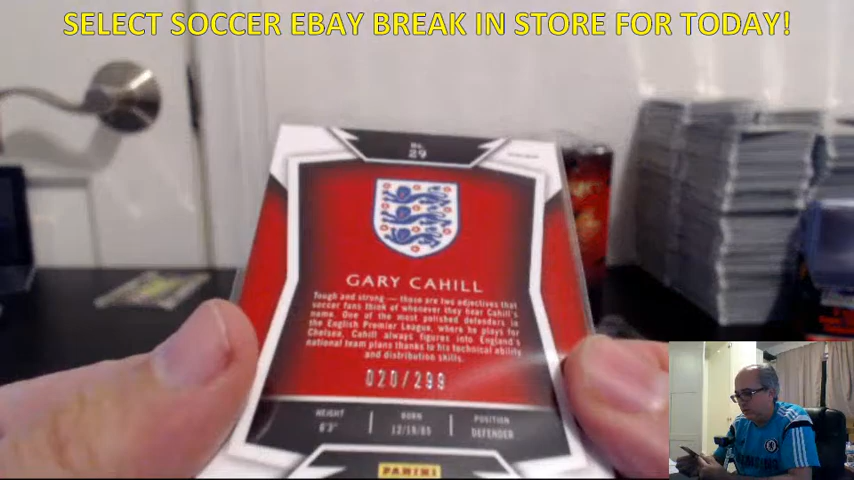 SELECT SOCCER EBAY BREAK IN STORE FOR TODAY!
No.
29
GARY CAHILL
Tough and strong — those are two adjectives that
soccer fans think of whenever they hear Cahill's
name. One of the most polished defenders in
the English Premier League, where he plays for
Chelsea, Cahill always figures into England's
national team plans thanks to his technical ability
and distribution skills.
020/299
HEIGHT BORN POSITION
6'3" 12/19/85 DEFENDER
PANINI